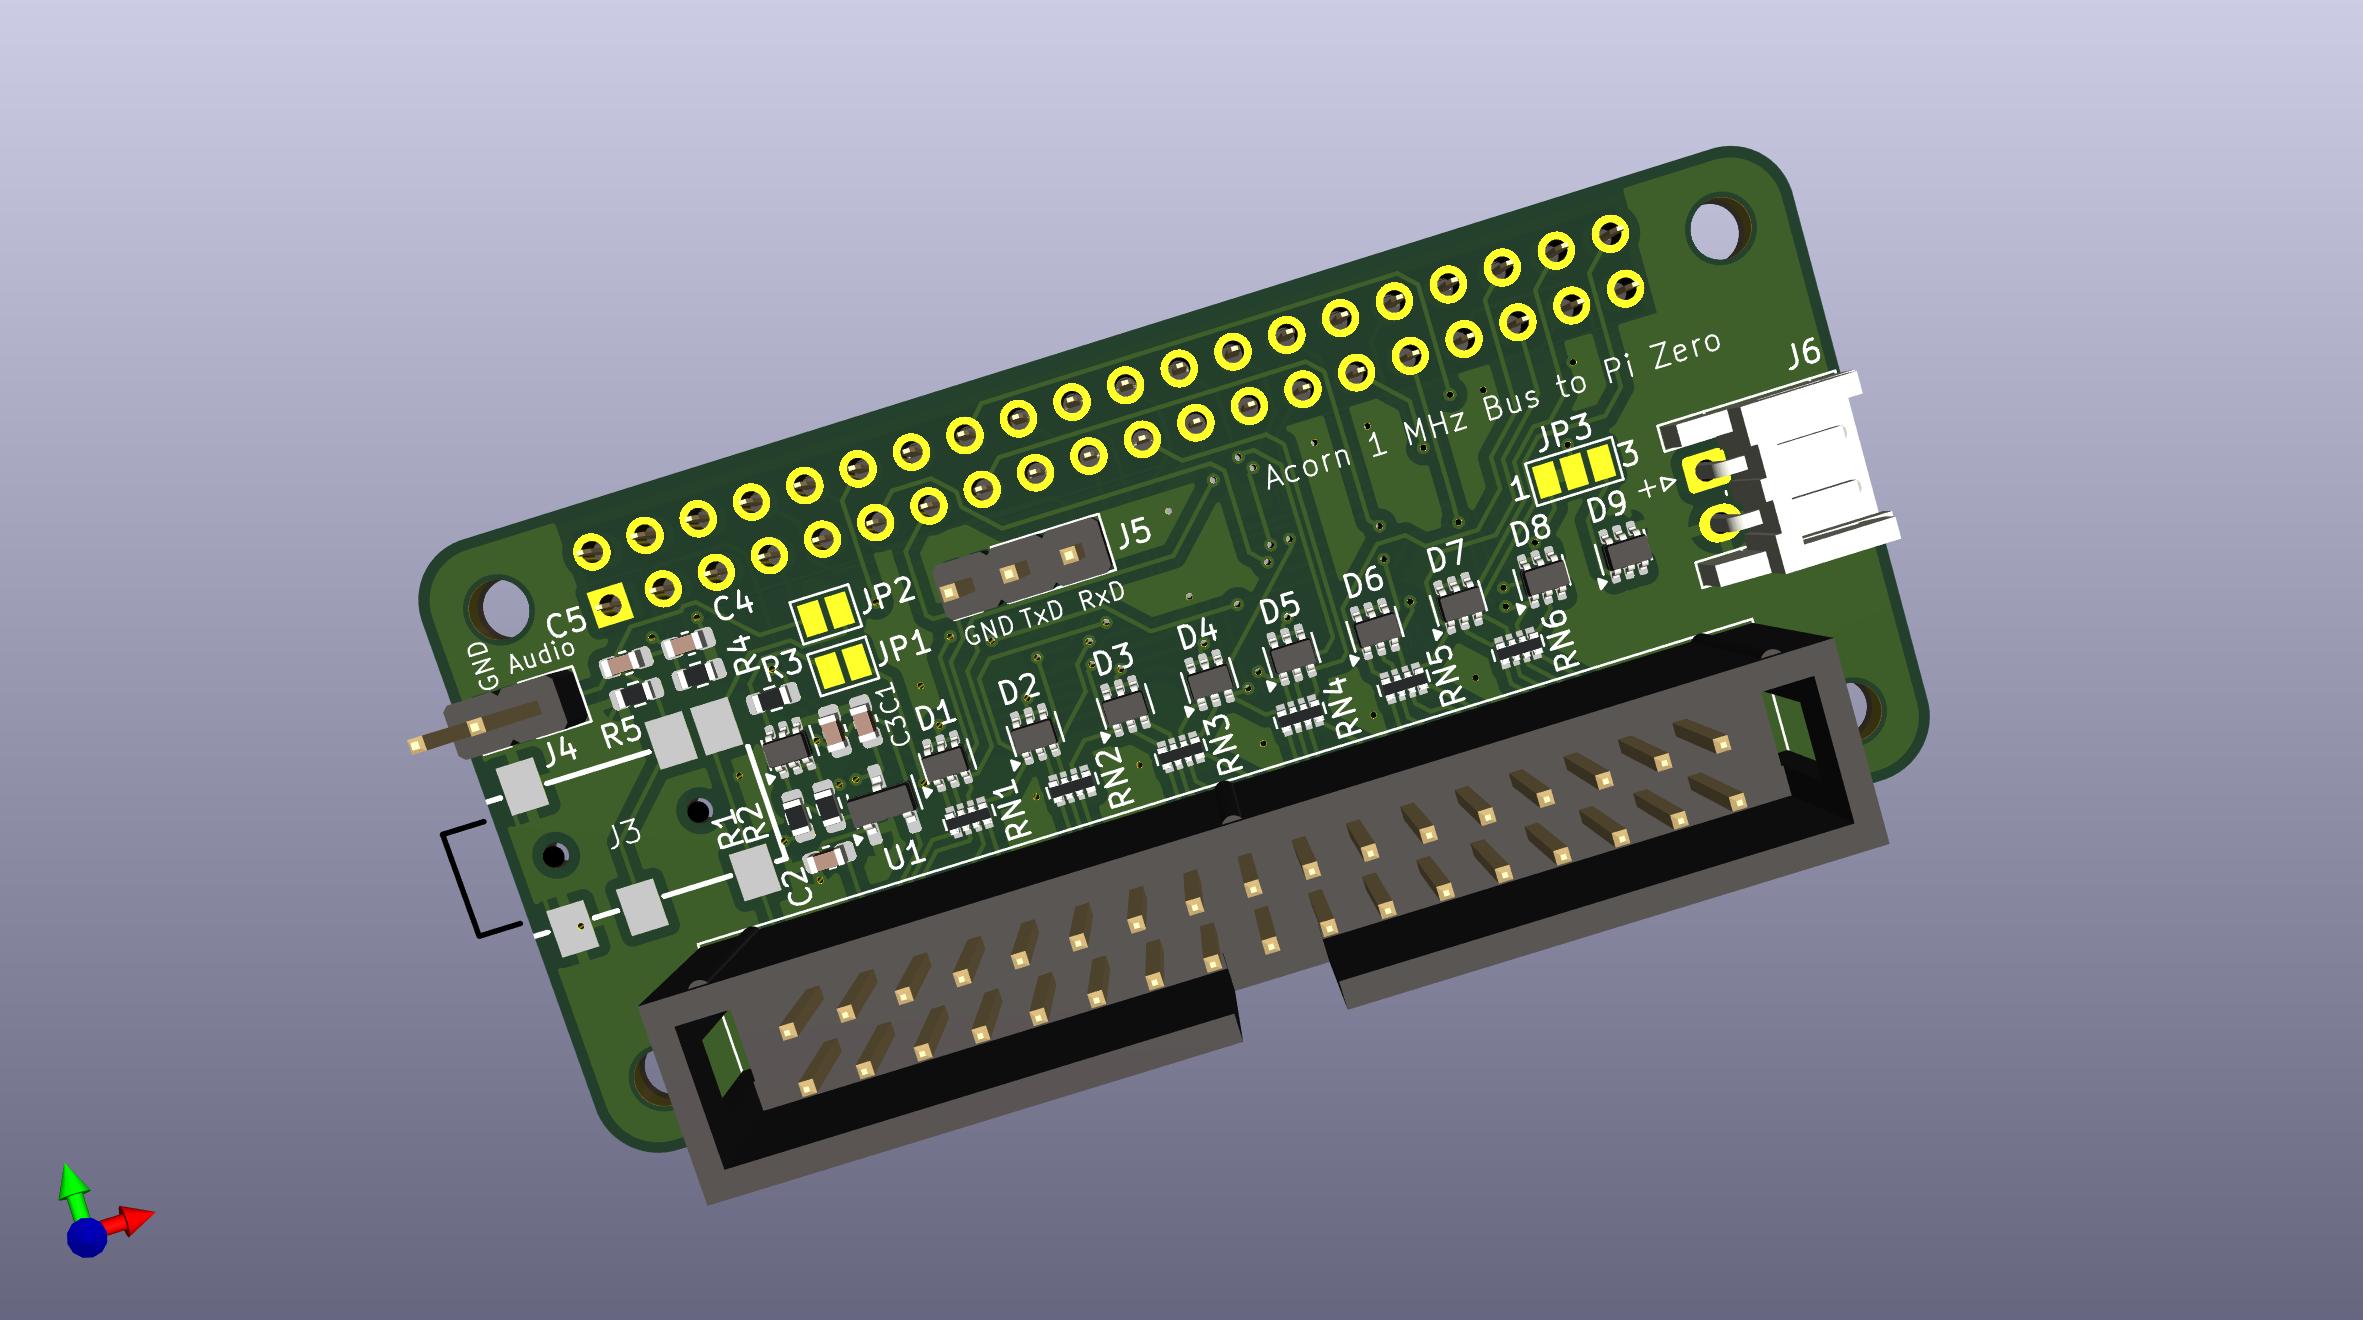 J6
Acorn 1 MHz Bus to Pi Zero
JP3
1
3
+
D9
D8
D7
D6
D5
D4
D3
D2
D1
J5
GND TxD RxD
JP2
JP1
C5
C4
GND
Audio
R4
R3
J4
R5
C3
C1
J3
R1
R2
C2
U1
RN1
RN2
RN3
RN4
RN5
RN6